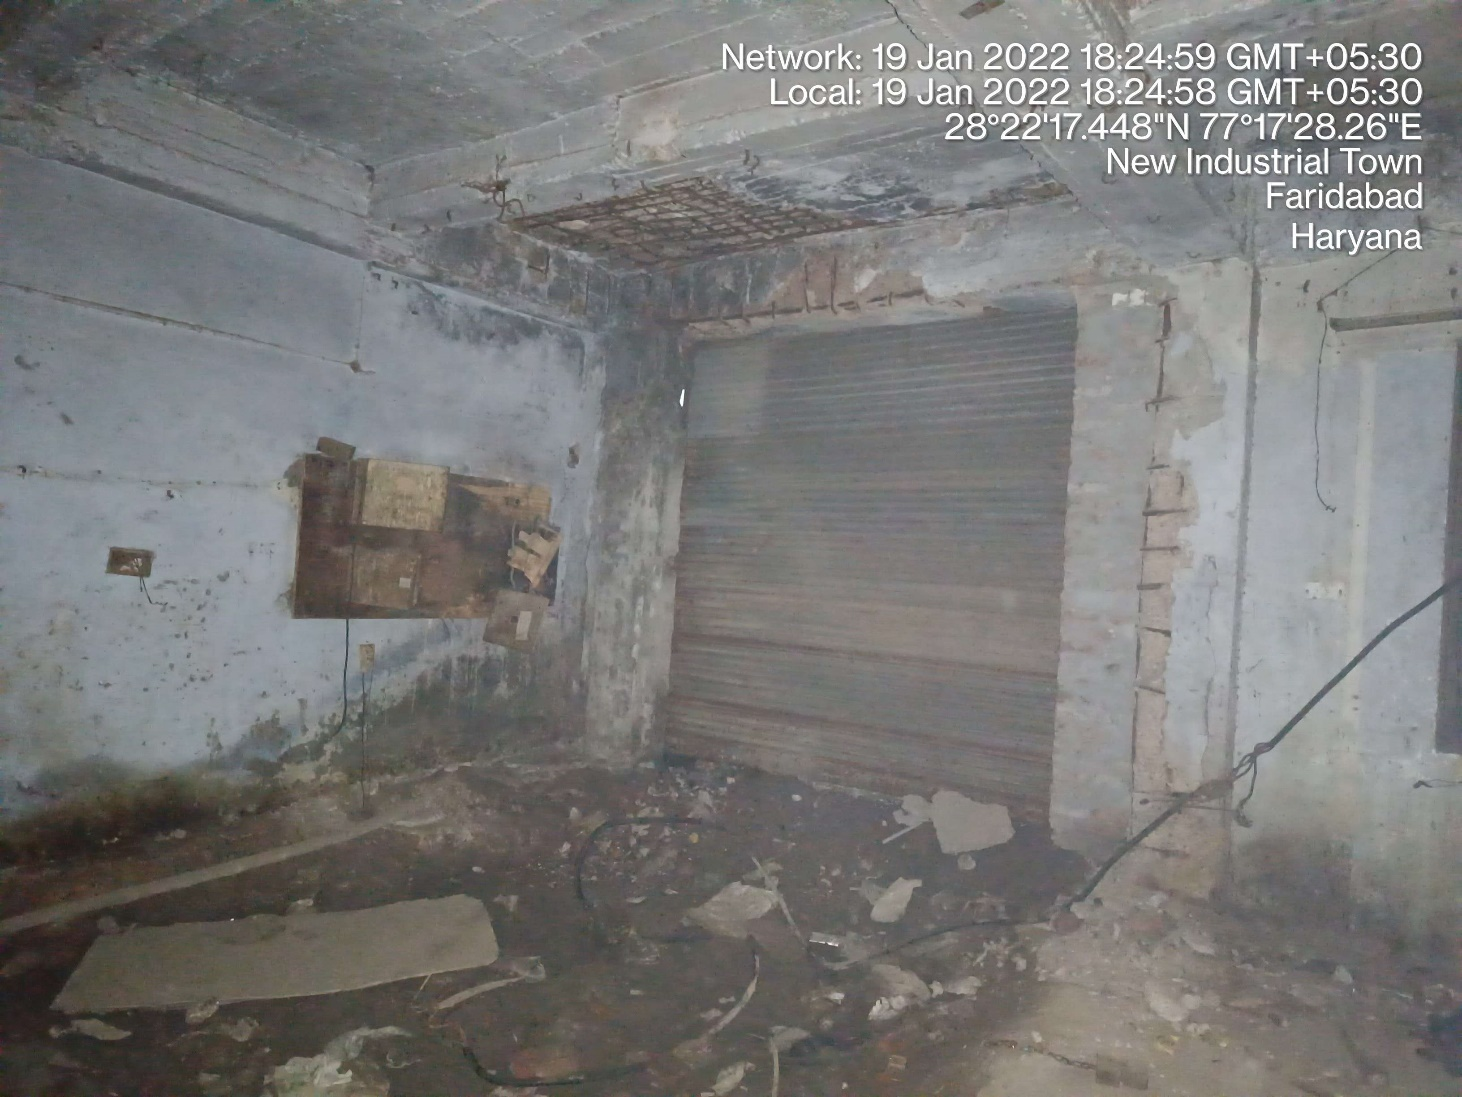 Network: 19 Jan 2022 18:24:59 GMT+05:30
Local: 19 Jan 2022 18:24:58 GMT+05:30
28°22'17.448"N 77°17'28.26"E
New Industrial Town
Faridabad
Haryana